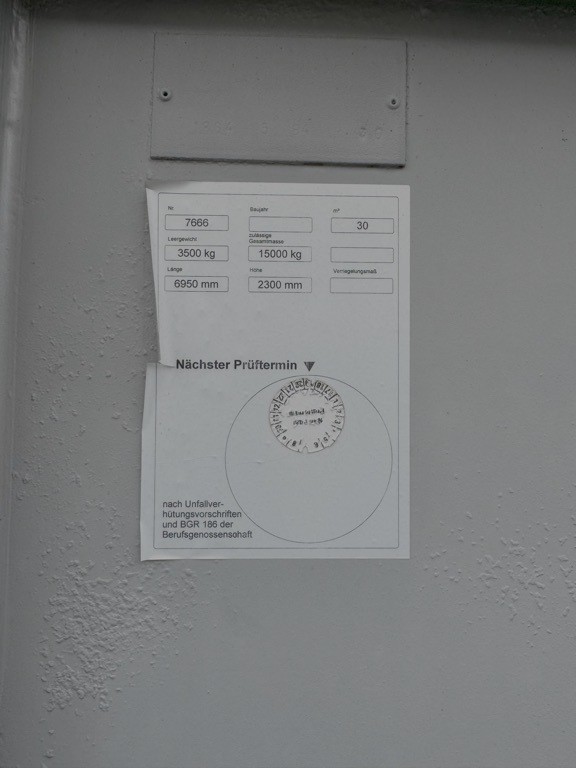 Nr.
Baujahr
m³
7666
30
Leergewicht
zulässige
Gesamtmasse
3500 kg
15000 kg
Länge
Höhe
Vorriegelungsmaß
6950 mm
2300 mm
Nächster Prüftermin
nach Unfallver-
hütungsvorschriften
und BGR 186 der
Berufsgenossenschaft